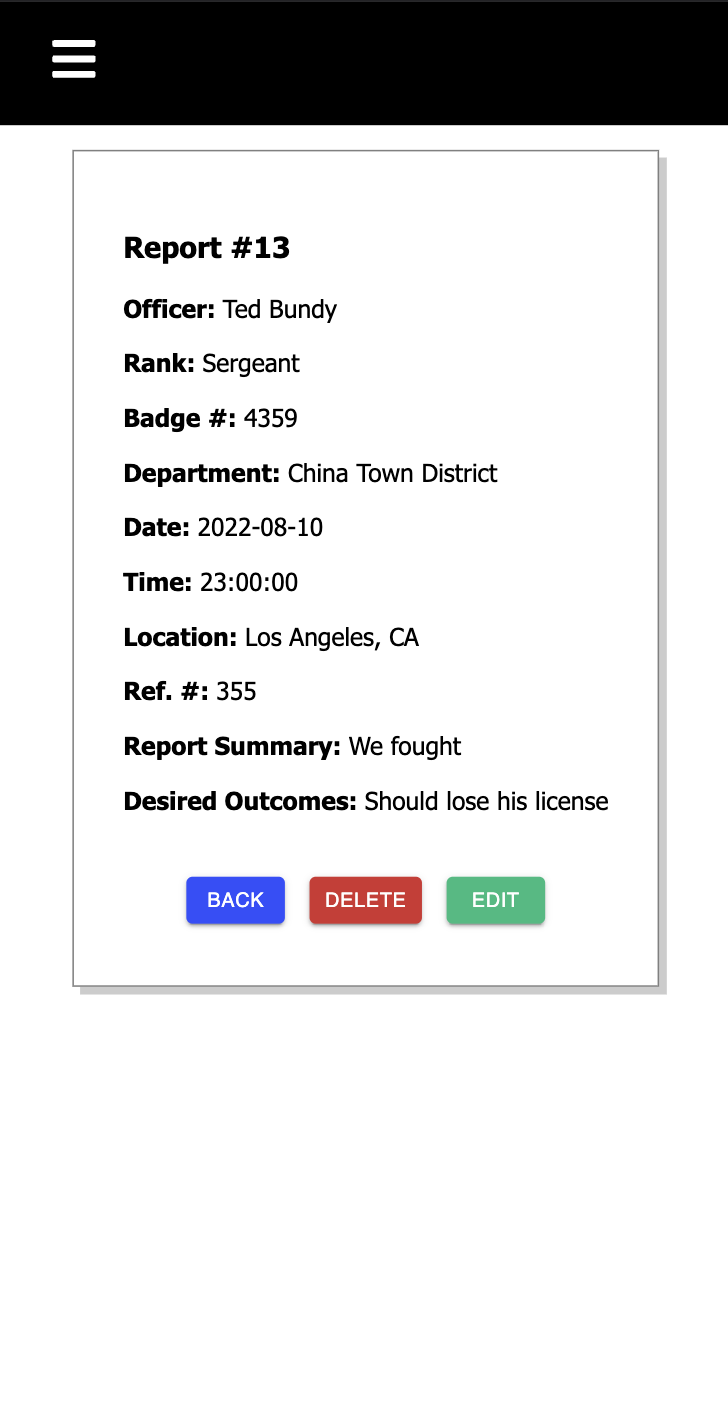 Report #13
Officer: Ted Bundy
Rank: Sergeant
Badge #: 4359
Department: China Town District
Date: 2022-08-10
Time: 23:00:00
Location: Los Angeles, CA
Ref. #: 355
Report Summary: We fought
Desired Outcomes: Should lose his license
BACK DELETE EDIT